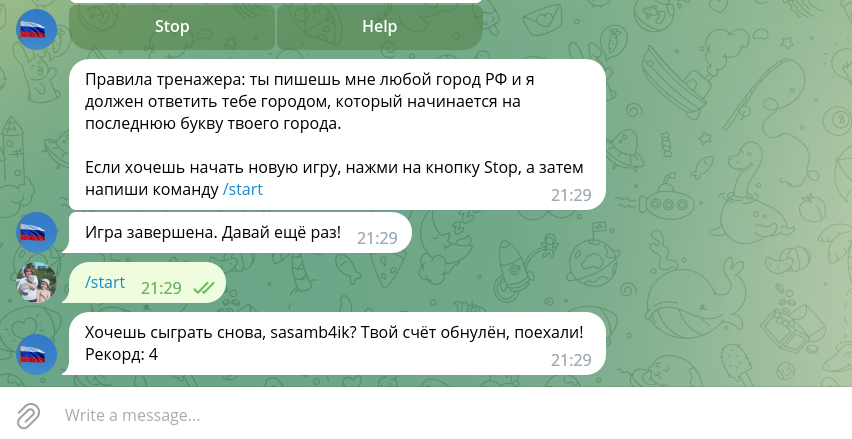 Stop Help
Правила тренажера: ты пишешь мне любой город РФ и я
должен ответить тебе городом, который начинается на
последнюю букву твоего города.
Если хочешь начать новую игру, нажми на кнопку Stop, а затем
напиши команду /start
21:29
Игра завершена. Давай ещё раз! 21:29
/start 21:29
Хочешь сыграть снова, sasamb4ik? Твой счёт обнулён, поехали!
Рекорд: 4
21:29
Write a message...